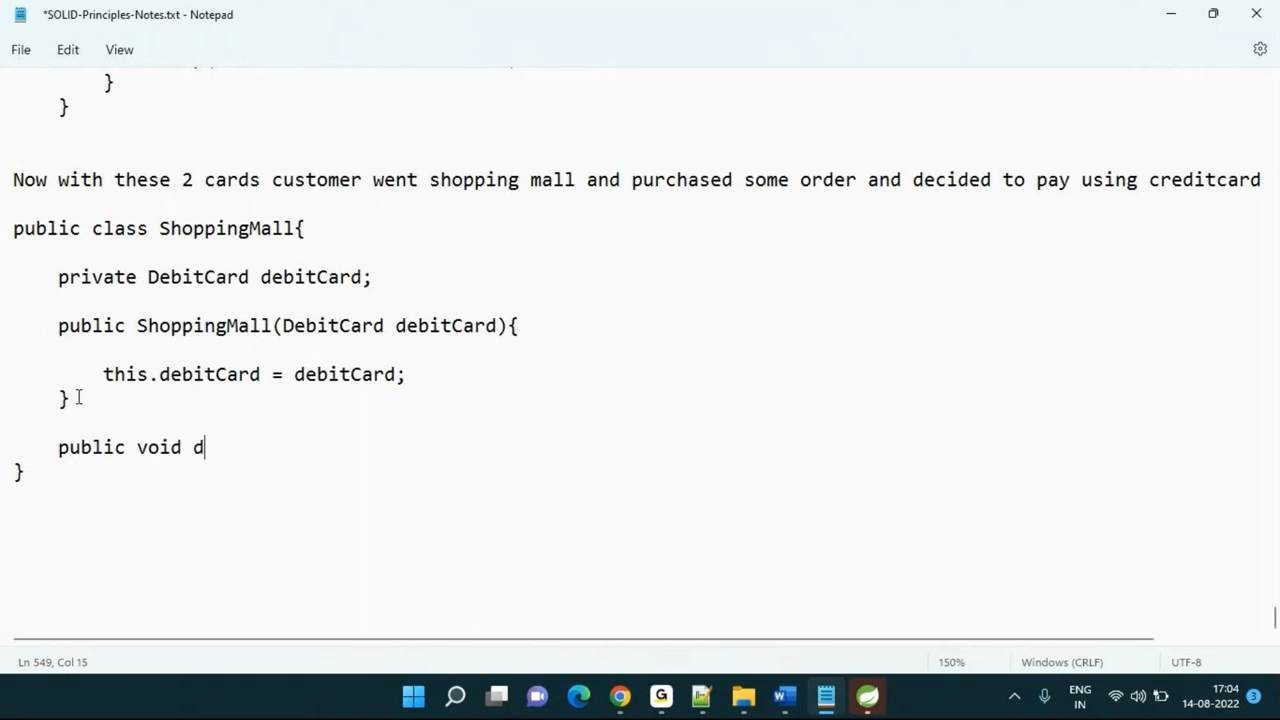 *SOLID-Principles-Notes.txt - Notepad
File Edit View
}
}
Now with these 2 cards customer went shopping mall and purchased some order and decided to pay using creditcard
public class ShoppingMall{
private DebitCard debitCard;
public ShoppingMall(DebitCard debitCard){
this.debitCard = debitCard;
}
public void d
}
Ln 549, Col 15 150% Windows (CRLF) UTF-8
ENG 17:04
IN 14-08-2022 3